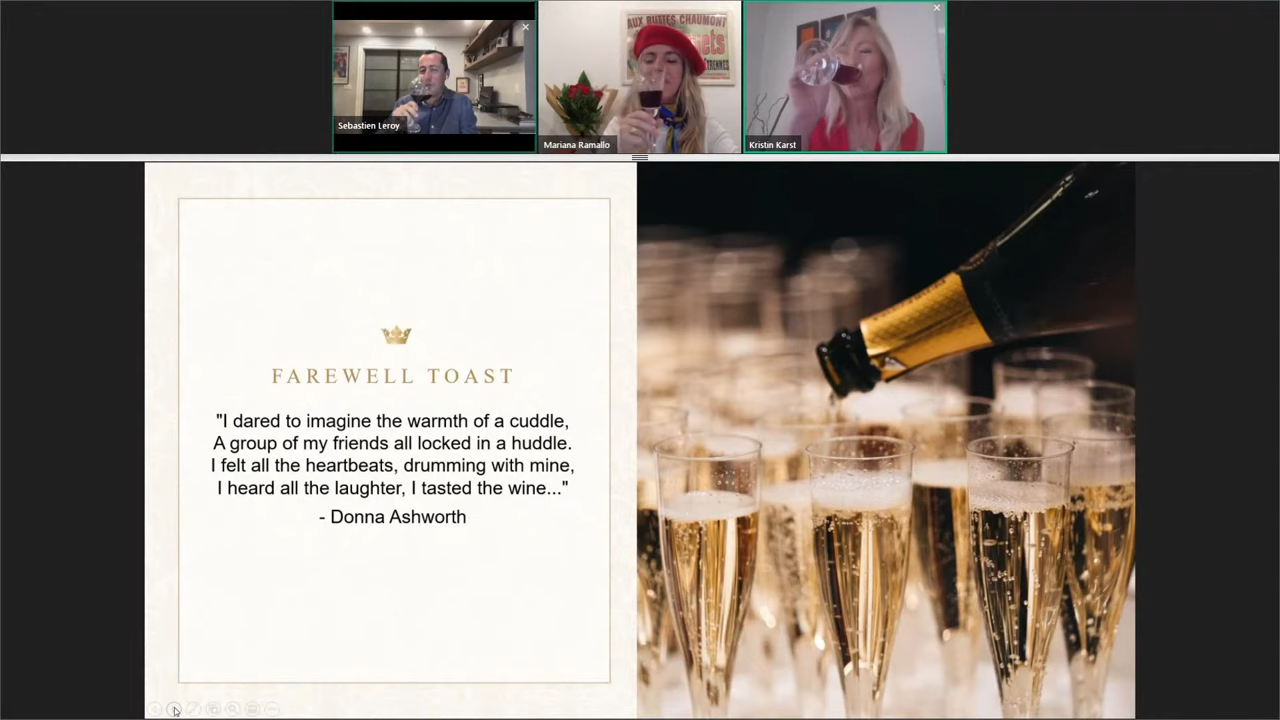 AUX BUTTES CHAUMONT
Sebastien Leroy
Mariana Ramallo
Kristin Karst
FAREWELL TOAST
"I dared to imagine the warmth of a cuddle,
A group of my friends all locked in a huddle.
I felt all the heartbeats, drumming with mine,
I heard all the laughter, I tasted the wine..."
- Donna Ashworth